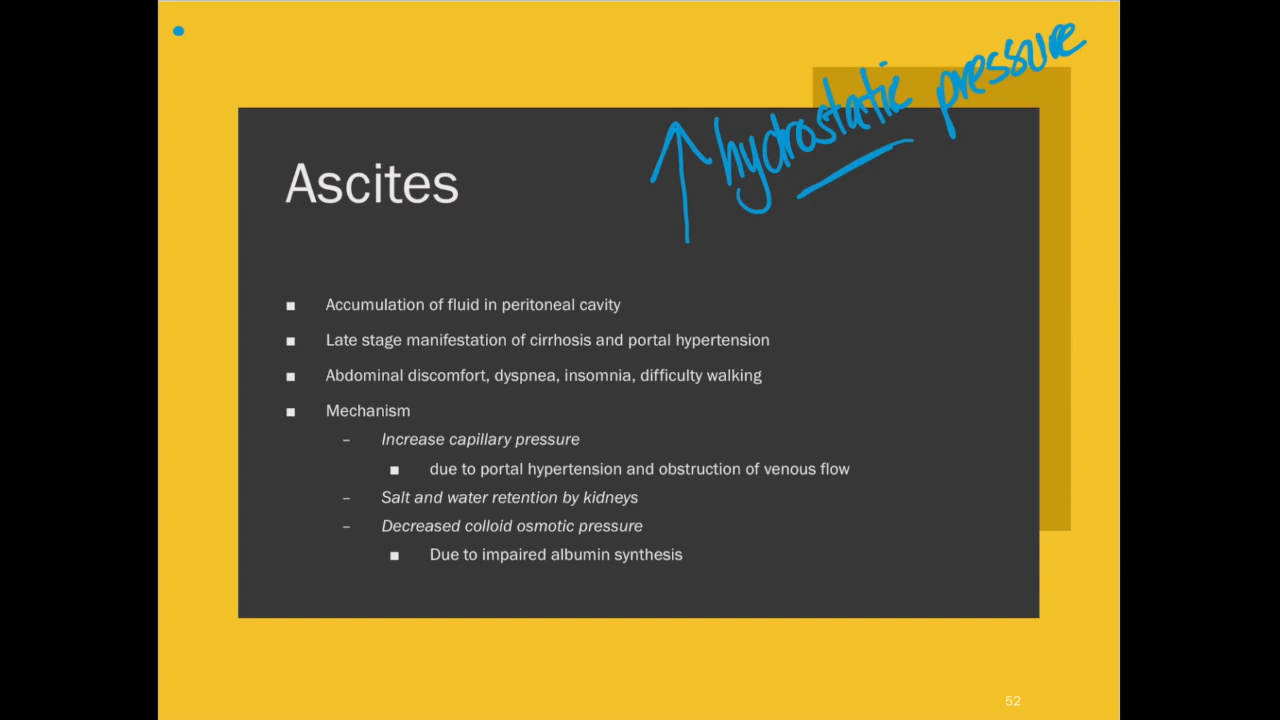 ↑ hydrostatic pressure
Ascites
■ Accumulation of fluid in peritoneal cavity
■ Late stage manifestation of cirrhosis and portal hypertension
■ Abdominal discomfort, dyspnea, insomnia, difficulty walking
■ Mechanism
– Increase capillary pressure
■ due to portal hypertension and obstruction of venous flow
– Salt and water retention by kidneys
– Decreased colloid osmotic pressure
■ Due to impaired albumin synthesis
52